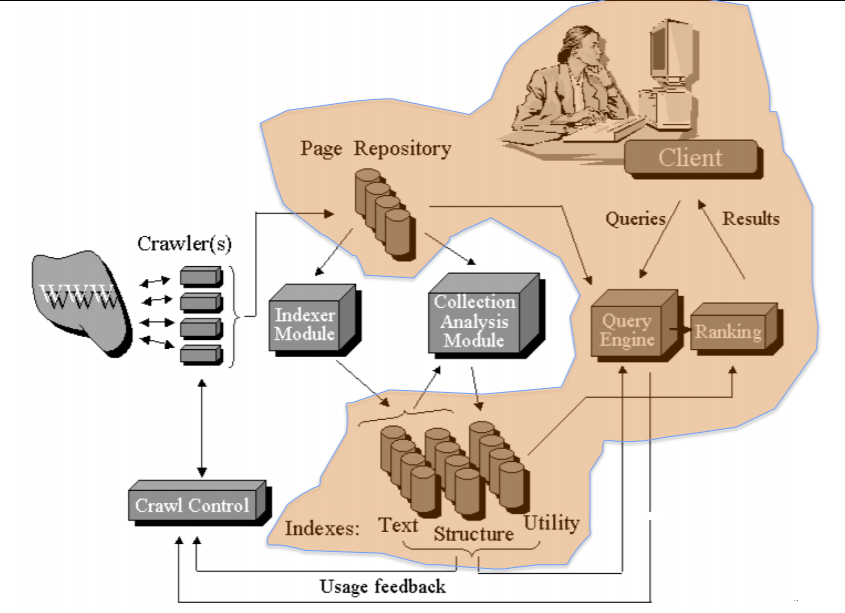 Client
Page Repository
Queries
Results
Crawler(s)
WWW
Indexer
Module
Collection
Analysis
Module
Query
Engine
Ranking
Crawl Control
Indexes:
Text
Structure
Utility
Usage feedback